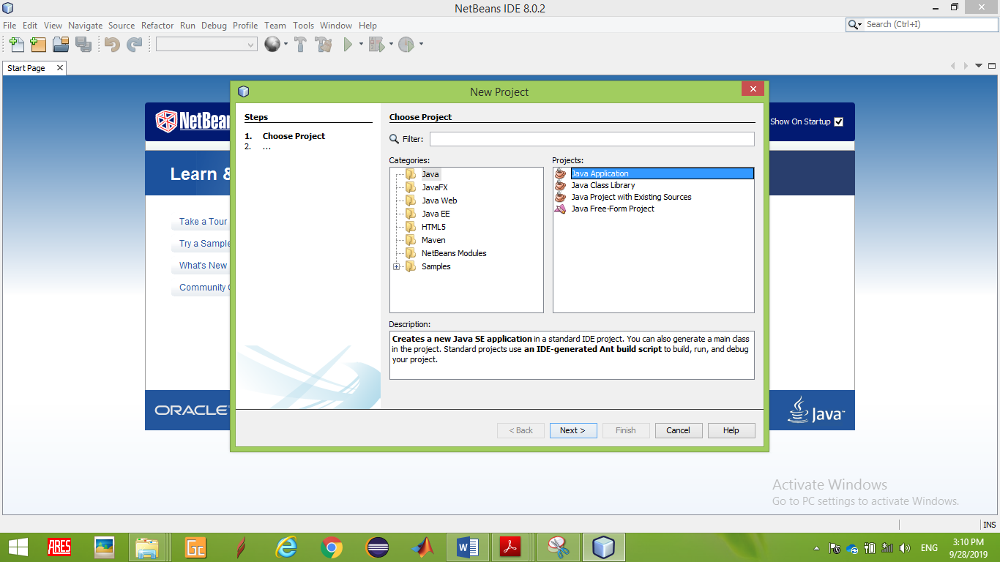 NetBeans IDE 8.0.2
File Edit View Navigate Source Refactor Run Debug Profile Team Tools Window Help
Search (Ctrl+I)
Start Page
NetBean
Show On Startup
Learn &
Take a Tour
Try a Sample
What's New
Community
ORACLE
Java™
New Project
Steps
1. Choose Project
2. ...
Choose Project
Filter:
Categories:
Java
JavaFX
Java Web
Java EE
HTML5
Maven
NetBeans Modules
Samples
Projects:
Java Application
Java Class Library
Java Project with Existing Sources
Java Free-Form Project
Description:
Creates a new Java SE application in a standard IDE project. You can also generate a main class
in the project. Standard projects use an IDE-generated Ant build script to build, run, and debug
your project.
< Back Next > Finish Cancel Help
Activate Windows
Go to PC settings to activate Windows.
INS
ARES
GC
ENG
3:10 PM
9/28/2019